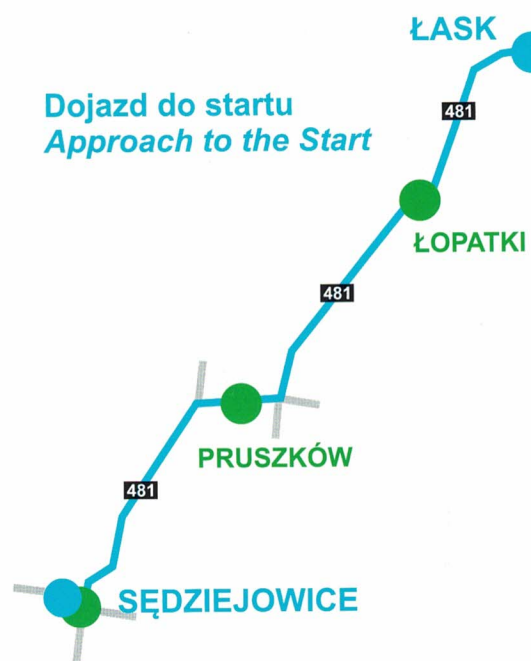 ŁASK
Dojazd do startu
Approach to the Start
481
ŁOPATKI
481
PRUSZKÓW
481
SĘDZIEJOWICE